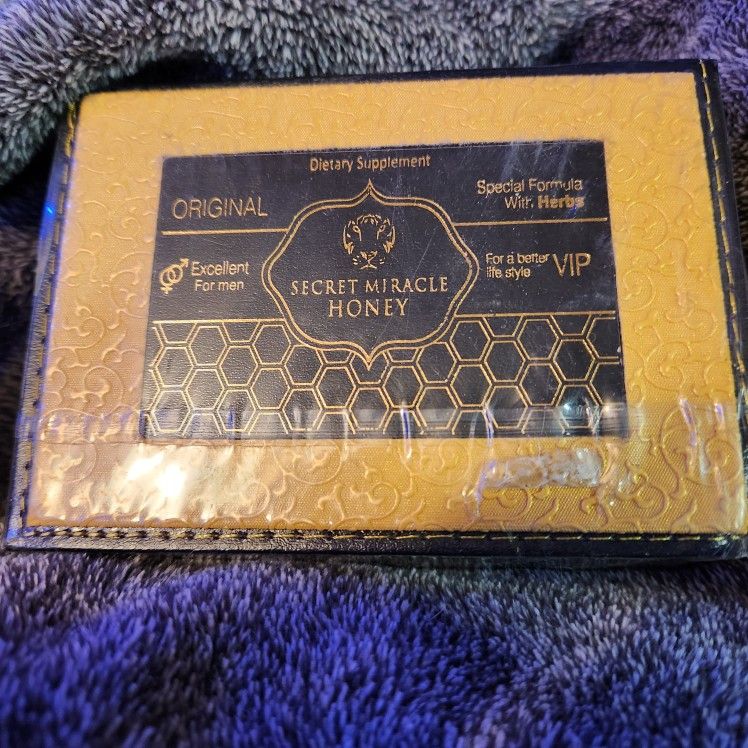 Dietary Supplement
ORIGINAL
Special Formula
With Herbs
Excellent
For men
SECRET MIRACLE
HONEY
For a better
life style
VIP